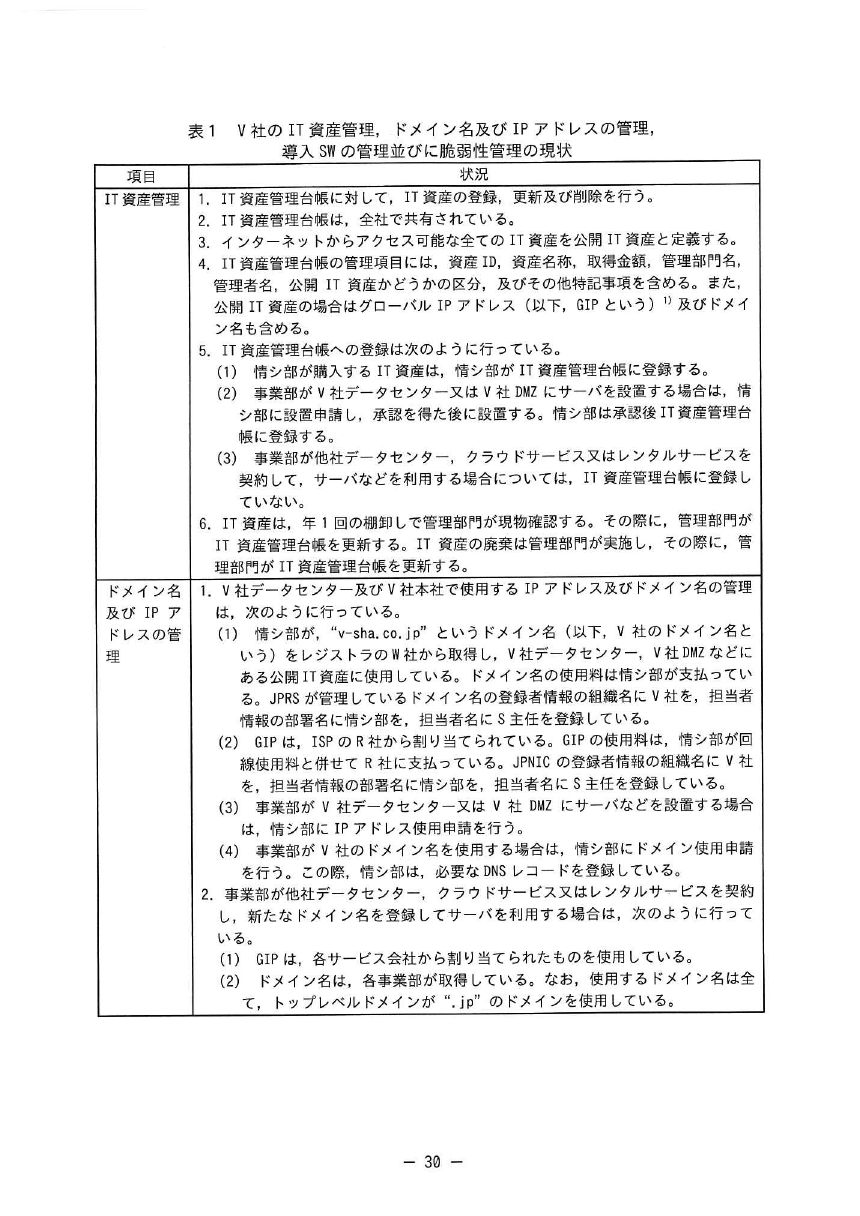 表1　V社のIT資産管理，ドメイン名及びIPアドレスの管理，
導入SWの管理並びに脆弱性管理の現状
項目
状況
IT資産管理
1．IT資産管理台帳に対して，IT資産の登録，更新及び削除を行う。
2．IT資産管理台帳は，全社で共有されている。
3．インターネットからアクセス可能な全てのIT資産を公開IT資産と定義する。
4．IT資産管理台帳の管理項目には，資産ID，資産名称，取得金額，管理部門名，
管理者名，公開IT資産かどうかの区分，及びその他特記事項を含める。また，
公開IT資産の場合はグローバルIPアドレス（以下，GIPという）1)及びドメイ
ン名も含める。
5．IT資産管理台帳への登録は次のように行っている。
(1)　情シ部が購入するIT資産は，情シ部がIT資産管理台帳に登録する。
(2)　事業部がV社データセンター又はV社DMZにサーバを設置する場合は，情
シ部に設置申請し，承認を得た後に設置する。情シ部は承認後IT資産管理台
帳に登録する。
(3)　事業部が他社データセンター，クラウドサービス又はレンタルサービスを
契約して，サーバなどを利用する場合については，IT資産管理台帳に登録し
ていない。
6．IT資産は，年1回の棚卸しで管理部門が現物確認する。その際に，管理部門が
IT資産管理台帳を更新する。IT資産の廃棄は管理部門が実施し，その際に，管
理部門がIT資産管理台帳を更新する。
ドメイン名
及びIPア
ドレスの管
理
1．V社データセンター及びV社本社で使用するIPアドレス及びドメイン名の管理
は，次のように行っている。
(1)　情シ部が，“v-sha.co.jp”というドメイン名（以下，V社のドメイン名と
いう）をレジストラのW社から取得し，V社データセンター，V社DMZなどに
ある公開IT資産に使用している。ドメイン名の使用料は情シ部が支払ってい
る。JPRSが管理しているドメイン名の登録者情報の組織名にV社を，担当者
情報の部署名に情シ部を，担当者名にS主任を登録している。
(2)　GIPは，ISPのR社から割り当てられている。GIPの使用料は，情シ部が回
線使用料と併せてR社に支払っている。JPNICの登録者情報の組織名にV社
を，担当者情報の部署名に情シ部を，担当者名にS主任を登録している。
(3)　事業部がV社データセンター又はV社DMZにサーバなどを設置する場合
は，情シ部にIPアドレス使用申請を行う。
(4)　事業部がV社のドメイン名を使用する場合は，情シ部にドメイン使用申請
を行う。この際，情シ部は，必要なDNSレコードを登録している。
2．事業部が他社データセンター，クラウドサービス又はレンタルサービスを契約
し，新たなドメイン名を登録してサーバを利用する場合は，次のように行って
いる。
(1)　GIPは，各サービス会社から割り当てられたものを使用している。
(2)　ドメイン名は，各事業部が取得している。なお，使用するドメイン名は全
て，トップレベルドメインが“.jp”のドメインを使用している。
― 30 ―